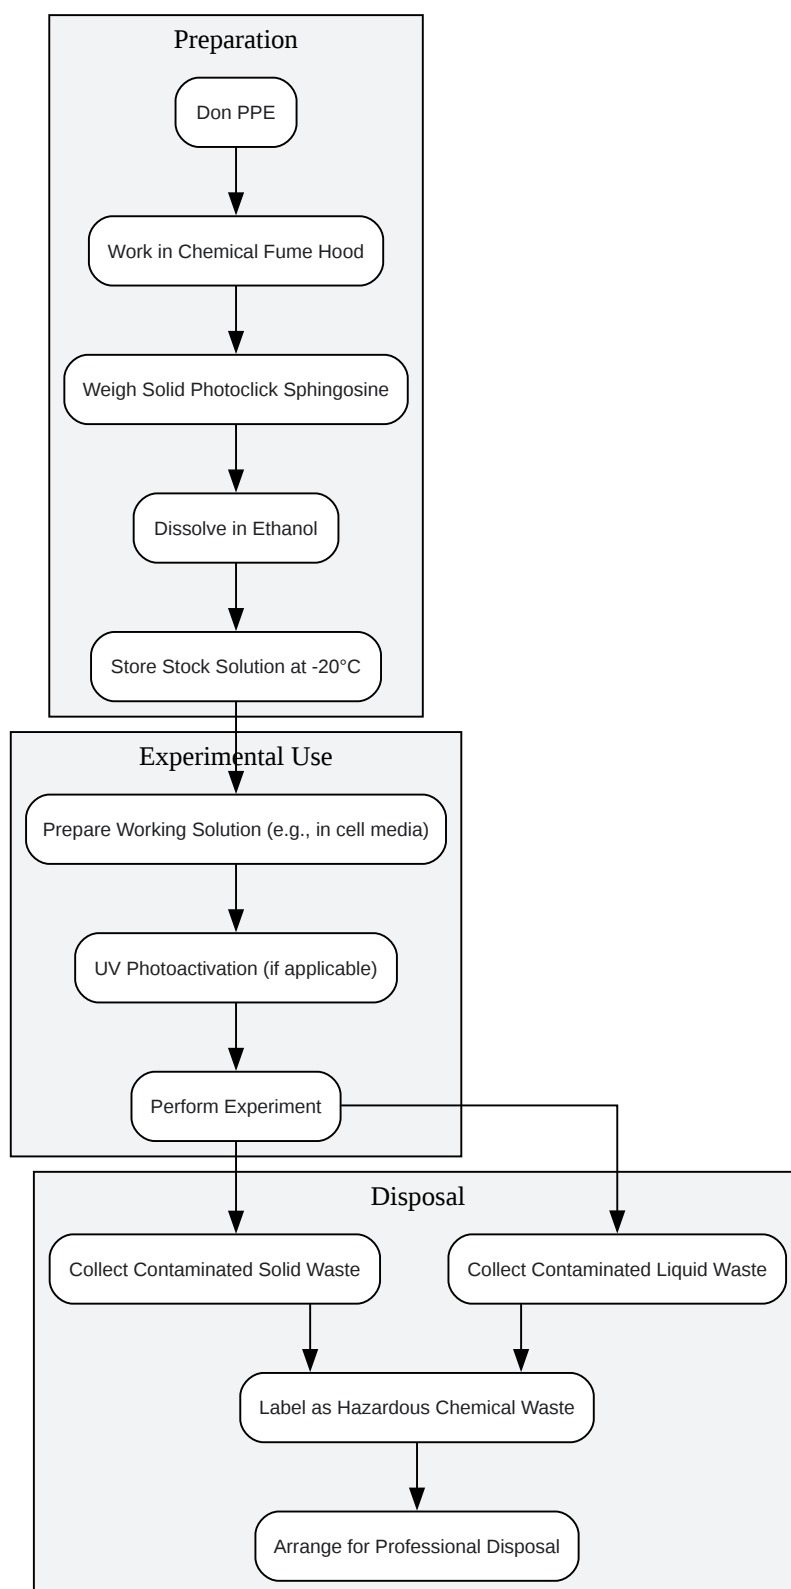 Preparation
Don PPE
Work in Chemical Fume Hood
Weigh Solid Photoclick Sphingosine
Dissolve in Ethanol
Store Stock Solution at -20°C
Experimental Use
Prepare Working Solution (e.g., in cell media)
UV Photoactivation (if applicable)
Perform Experiment
Disposal
Collect Contaminated Solid Waste
Collect Contaminated Liquid Waste
Label as Hazardous Chemical Waste
Arrange for Professional Disposal